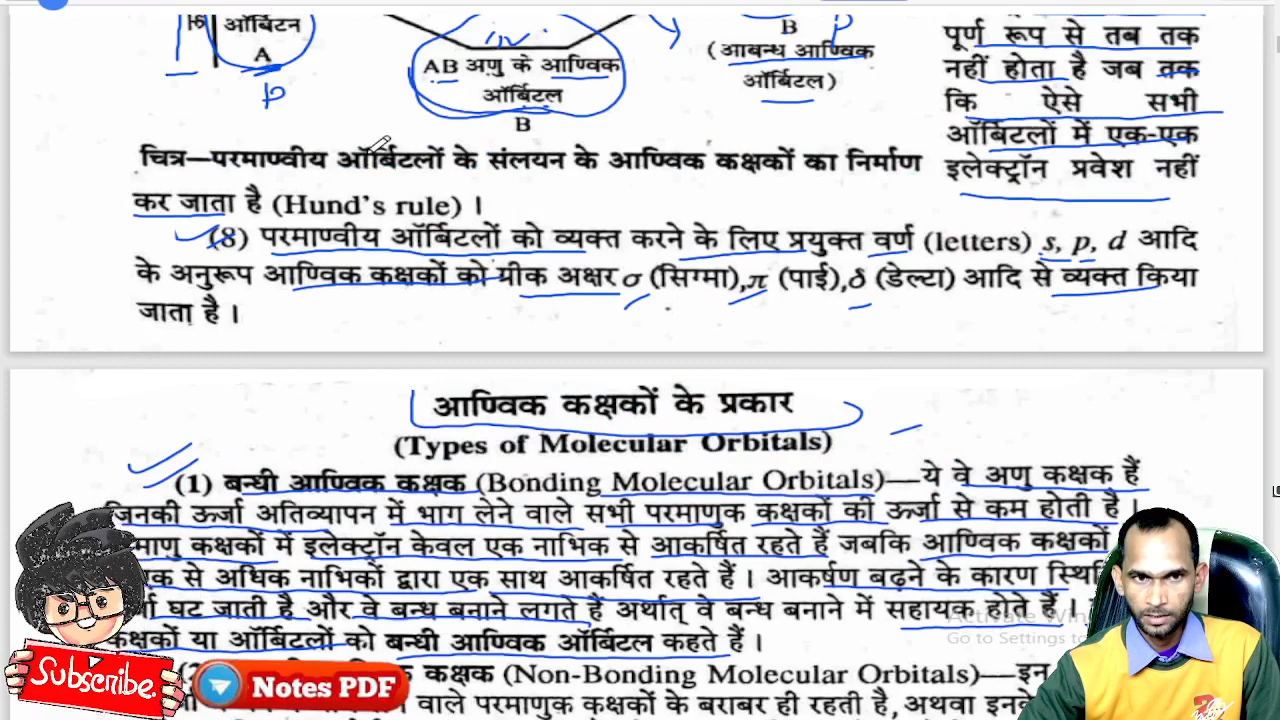 ऑर्बिटन
A
p
AB अणु के आण्विक
ऑर्बिटल
B
B
p
(आबन्ध आण्विक
ऑर्बिटल)
पूर्ण रूप से तब तक
नहीं होता है जब तक
कि ऐसे सभी
ऑर्बिटलों में एक-एक
इलेक्ट्रॉन प्रवेश नहीं
चित्र—परमाण्वीय ऑर्बिटलों के संलयन के आण्विक कक्षकों का निर्माण
कर जाता है (Hund's rule) ।
(8) परमाण्वीय ऑर्बिटलों को व्यक्त करने के लिए प्रयुक्त वर्ण (letters) s, p, d आदि
के अनुरूप आण्विक कक्षकों को ग्रीक अक्षर σ (सिग्मा),π (पाई),δ (डेल्टा) आदि से व्यक्त किया
जाता है ।
आण्विक कक्षकों के प्रकार
(Types of Molecular Orbitals)
(1) बन्धी आण्विक कक्षक (Bonding Molecular Orbitals)—ये वे अणु कक्षक हैं
जिनकी ऊर्जा अतिव्यापन में भाग लेने वाले सभी परमाणुक कक्षकों की ऊर्जा से कम होती है ।
कक्षकों में इलेक्ट्रॉन केवल एक नाभिक से आकर्षित रहते हैं जबकि आण्विक कक्षकों
से अधिक नाभिकों द्वारा एक साथ आकर्षित रहते हैं । आकर्षण बढ़ने के कारण
घट जाती है और वे बन्ध बनाने लगते हैं अर्थात् वे बन्ध बनाने में सहायक होते हैं ।
कक्षकों या ऑर्बिटलों को बन्धी आण्विक ऑर्बिटल कहते हैं ।
कक्षक (Non-Bonding Molecular Orbitals)—इन
वाले परमाणुक कक्षकों के बराबर ही रहती है, अथवा
Go to Settings to
Subscribe
Notes PDF